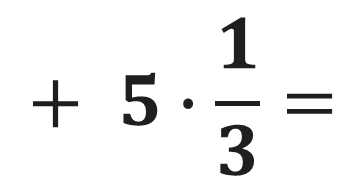 + 5 · 1/3 =